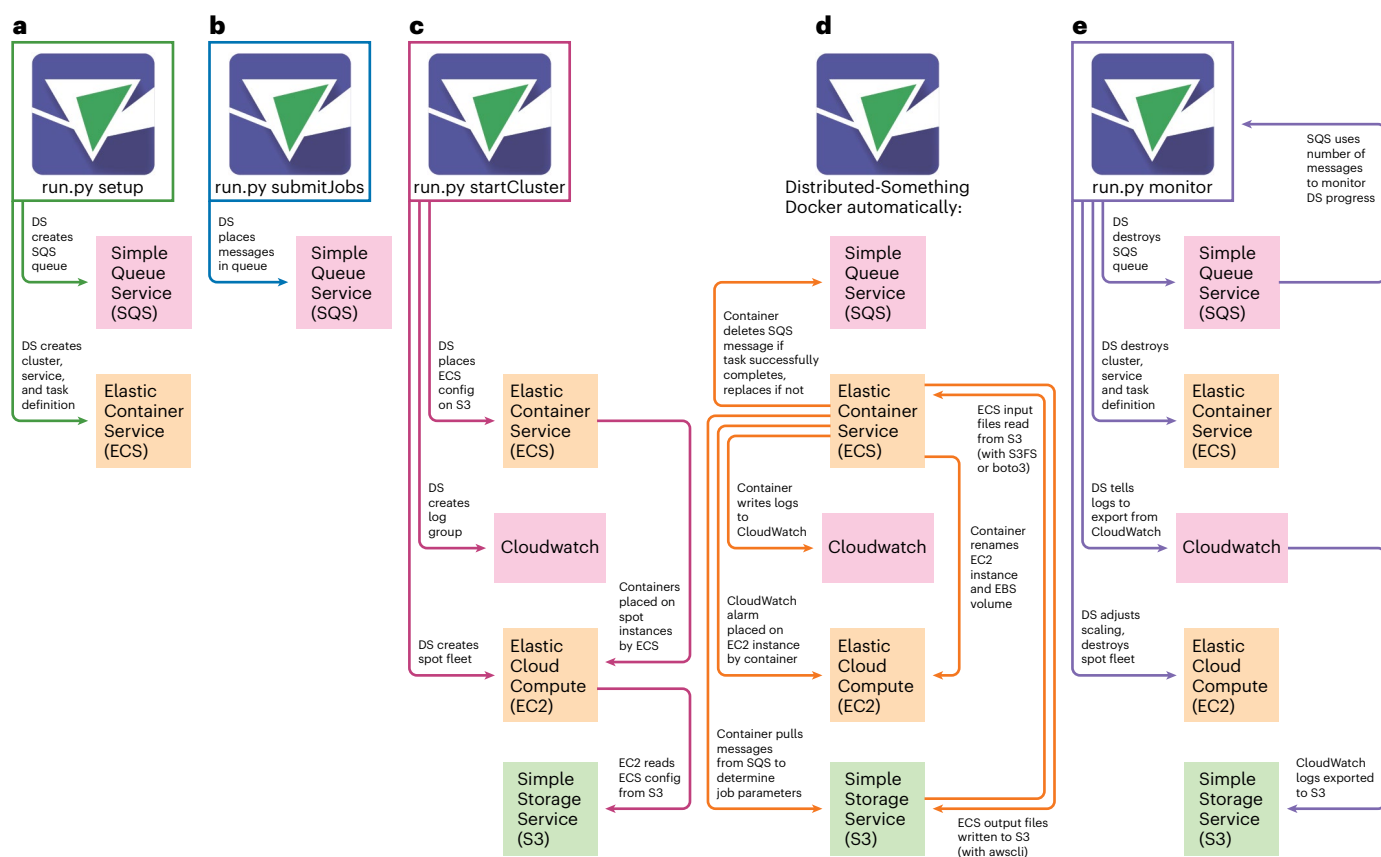 a
run.py setup
DS
creates
SQS
queue
Simple
Queue
Service
(SQS)
DS creates
cluster,
service,
and task
definition
Elastic
Container
Service
(ECS)
b
run.py submitJobs
DS
places
messages
in queue
Simple
Queue
Service
(SQS)
c
run.py startCluster
DS
places
ECS
config
on S3
Elastic
Container
Service
(ECS)
DS
creates
log
group
Cloudwatch
Containers
placed on
spot
instances
by ECS
DS creates
spot fleet
Elastic
Cloud
Compute
(EC2)
EC2 reads
ECS config
from S3
Simple
Storage
Service
(S3)
d
Distributed-Something
Docker automatically:
Simple
Queue
Service
(SQS)
Container
deletes SQS
message if
task successfully
completes,
replaces if not
Elastic
Container
Service
(ECS)
ECS input
files read
from S3
(with S3FS
or boto3)
Container
writes logs
to
CloudWatch
Cloudwatch
Container
renames
EC2
instance
and EBS
volume
CloudWatch
alarm
placed on
EC2 instance
by container
Elastic
Cloud
Compute
(EC2)
Container pulls
messages
from SQS to
determine
job parameters
Simple
Storage
Service
(S3)
ECS output files
written to S3
(with awscli)
e
run.py monitor
SQS uses
number of
messages
to monitor
DS progress
DS
destroys
SQS
queue
Simple
Queue
Service
(SQS)
DS destroys
cluster,
service
and task
definition
Elastic
Container
Service
(ECS)
DS tells
logs to
export from
CloudWatch
Cloudwatch
DS adjusts
scaling,
destroys
spot fleet
Elastic
Cloud
Compute
(EC2)
Simple
Storage
Service
(S3)
CloudWatch
logs exported
to S3